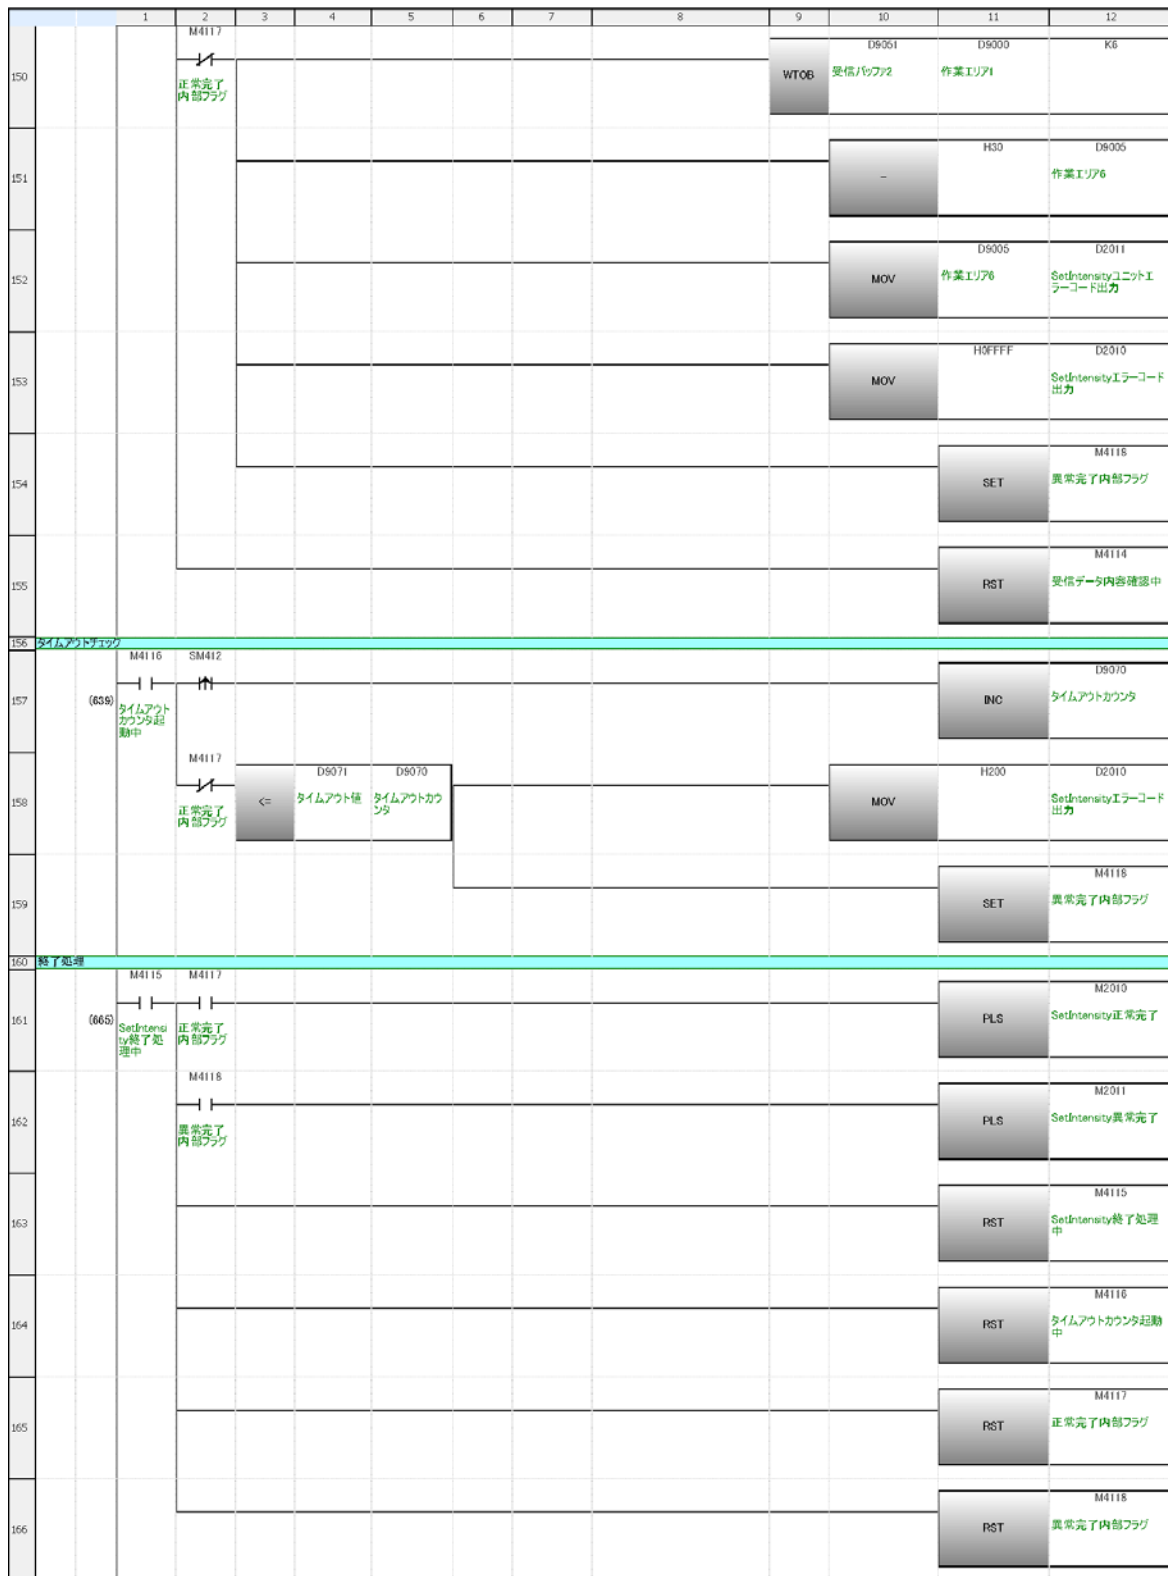 1 2 3 4 5 6 7 8 9 10 11 12
M4117
D9051 D9000 K6
150 WTOB 受信バッファ2 作業エリア1
正常完了
内部フラグ
H30 D9005
151 - 作業エリア6
D9005 D2011
152 MOV 作業エリア6 SetIntensityユニットエ
ラーコード出力
H0FFFF D2010
153 MOV SetIntensityエラーコード
出力
M4118
154 SET 異常完了内部フラグ
M4114
155 RST 受信データ内容確認中
156 タイムアウトチェック
M4116 SM412
D9070
157 (639) INC タイムアウトカウンタ
タイムアウト
カウンタ起
動中
M4117
D9071 D9070 H200 D2010
158 <= タイムアウト値 タイムアウトカウ
ンタ MOV SetIntensityエラーコード
出力
正常完了
内部フラグ
M4118
159 SET 異常完了内部フラグ
160 終了処理
M4115 M4117
M2010
161 (665) PLS SetIntensity正常完了
SetIntensi
ty終了処
理中
正常完了
内部フラグ
M4118
M2011
162 PLS SetIntensity異常完了
異常完了
内部フラグ
M4115
163 RST SetIntensity終了処理
中
M4116
164 RST タイムアウトカウンタ起動
中
M4117
165 RST 正常完了内部フラグ
M4118
166 RST 異常完了内部フラグ